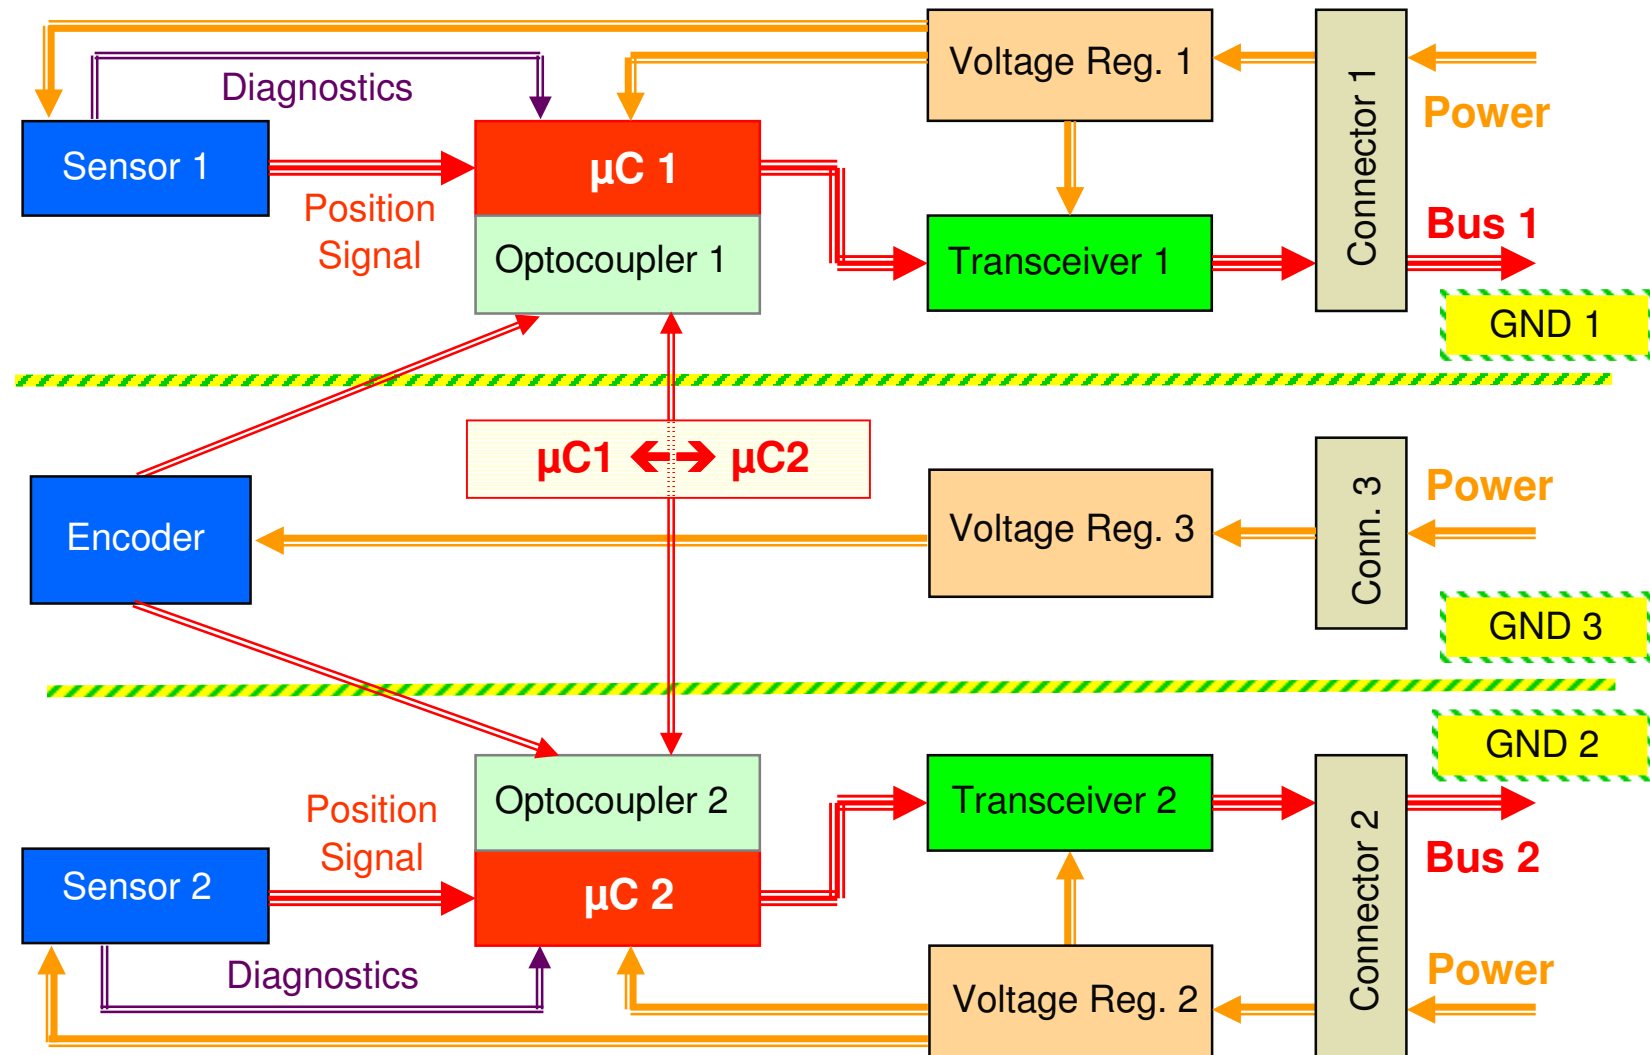 Voltage Reg. 1
Connector 1
Power
Diagnostics
Sensor 1
µC 1
Position
Signal
Optocoupler 1
Transceiver 1
Bus 1
GND 1
µC1 🡨🡪 µC2
Encoder
Voltage Reg. 3
Conn. 3
Power
GND 3
GND 2
Position
Signal
Optocoupler 2
Transceiver 2
Connector 2
Bus 2
Sensor 2
µC 2
Diagnostics
Voltage Reg. 2
Power